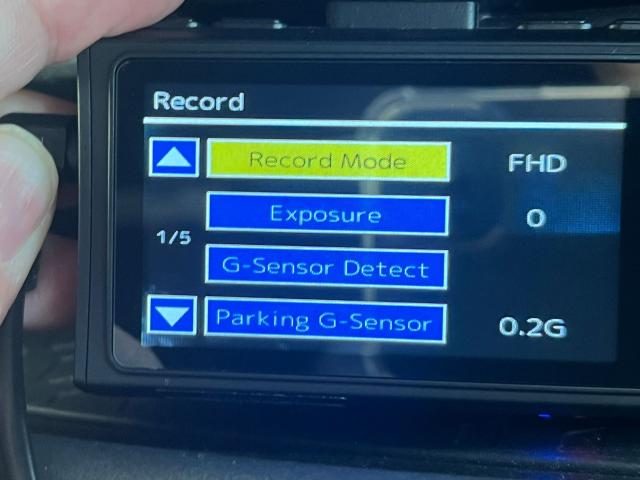 Record
Record Mode FHD
Exposure 0
1/5
G-Sensor Detect
Parking G-Sensor 0.2G